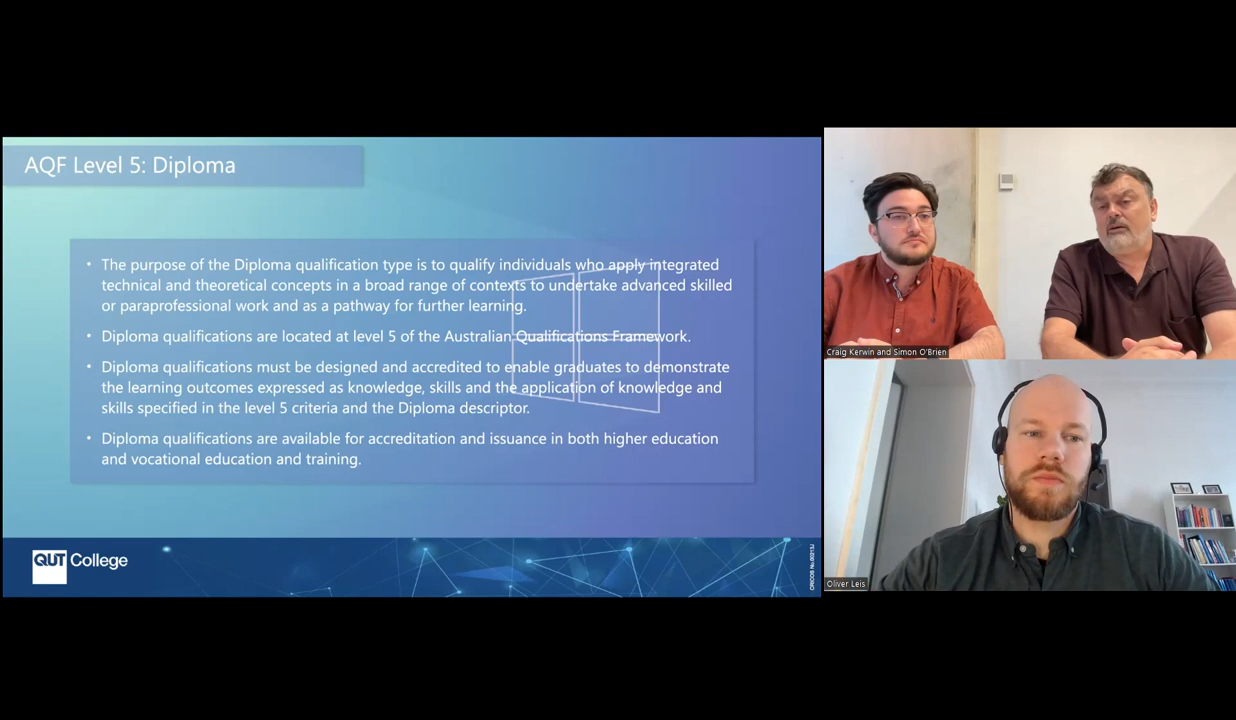 AQF Level 5: Diploma
• The purpose of the Diploma qualification type is to qualify individuals who apply integrated
technical and theoretical concepts in a broad range of contexts to undertake advanced skilled
or paraprofessional work and as a pathway for further learning.
• Diploma qualifications are located at level 5 of the Australian Qualifications Framework.
• Diploma qualifications must be designed and accredited to enable graduates to demonstrate
the learning outcomes expressed as knowledge, skills and the application of knowledge and
skills specified in the level 5 criteria and the Diploma descriptor.
• Diploma qualifications are available for accreditation and issuance in both higher education
and vocational education and training.
QUT College
Craig Kerwin and Simon O'Brien
Oliver Leis